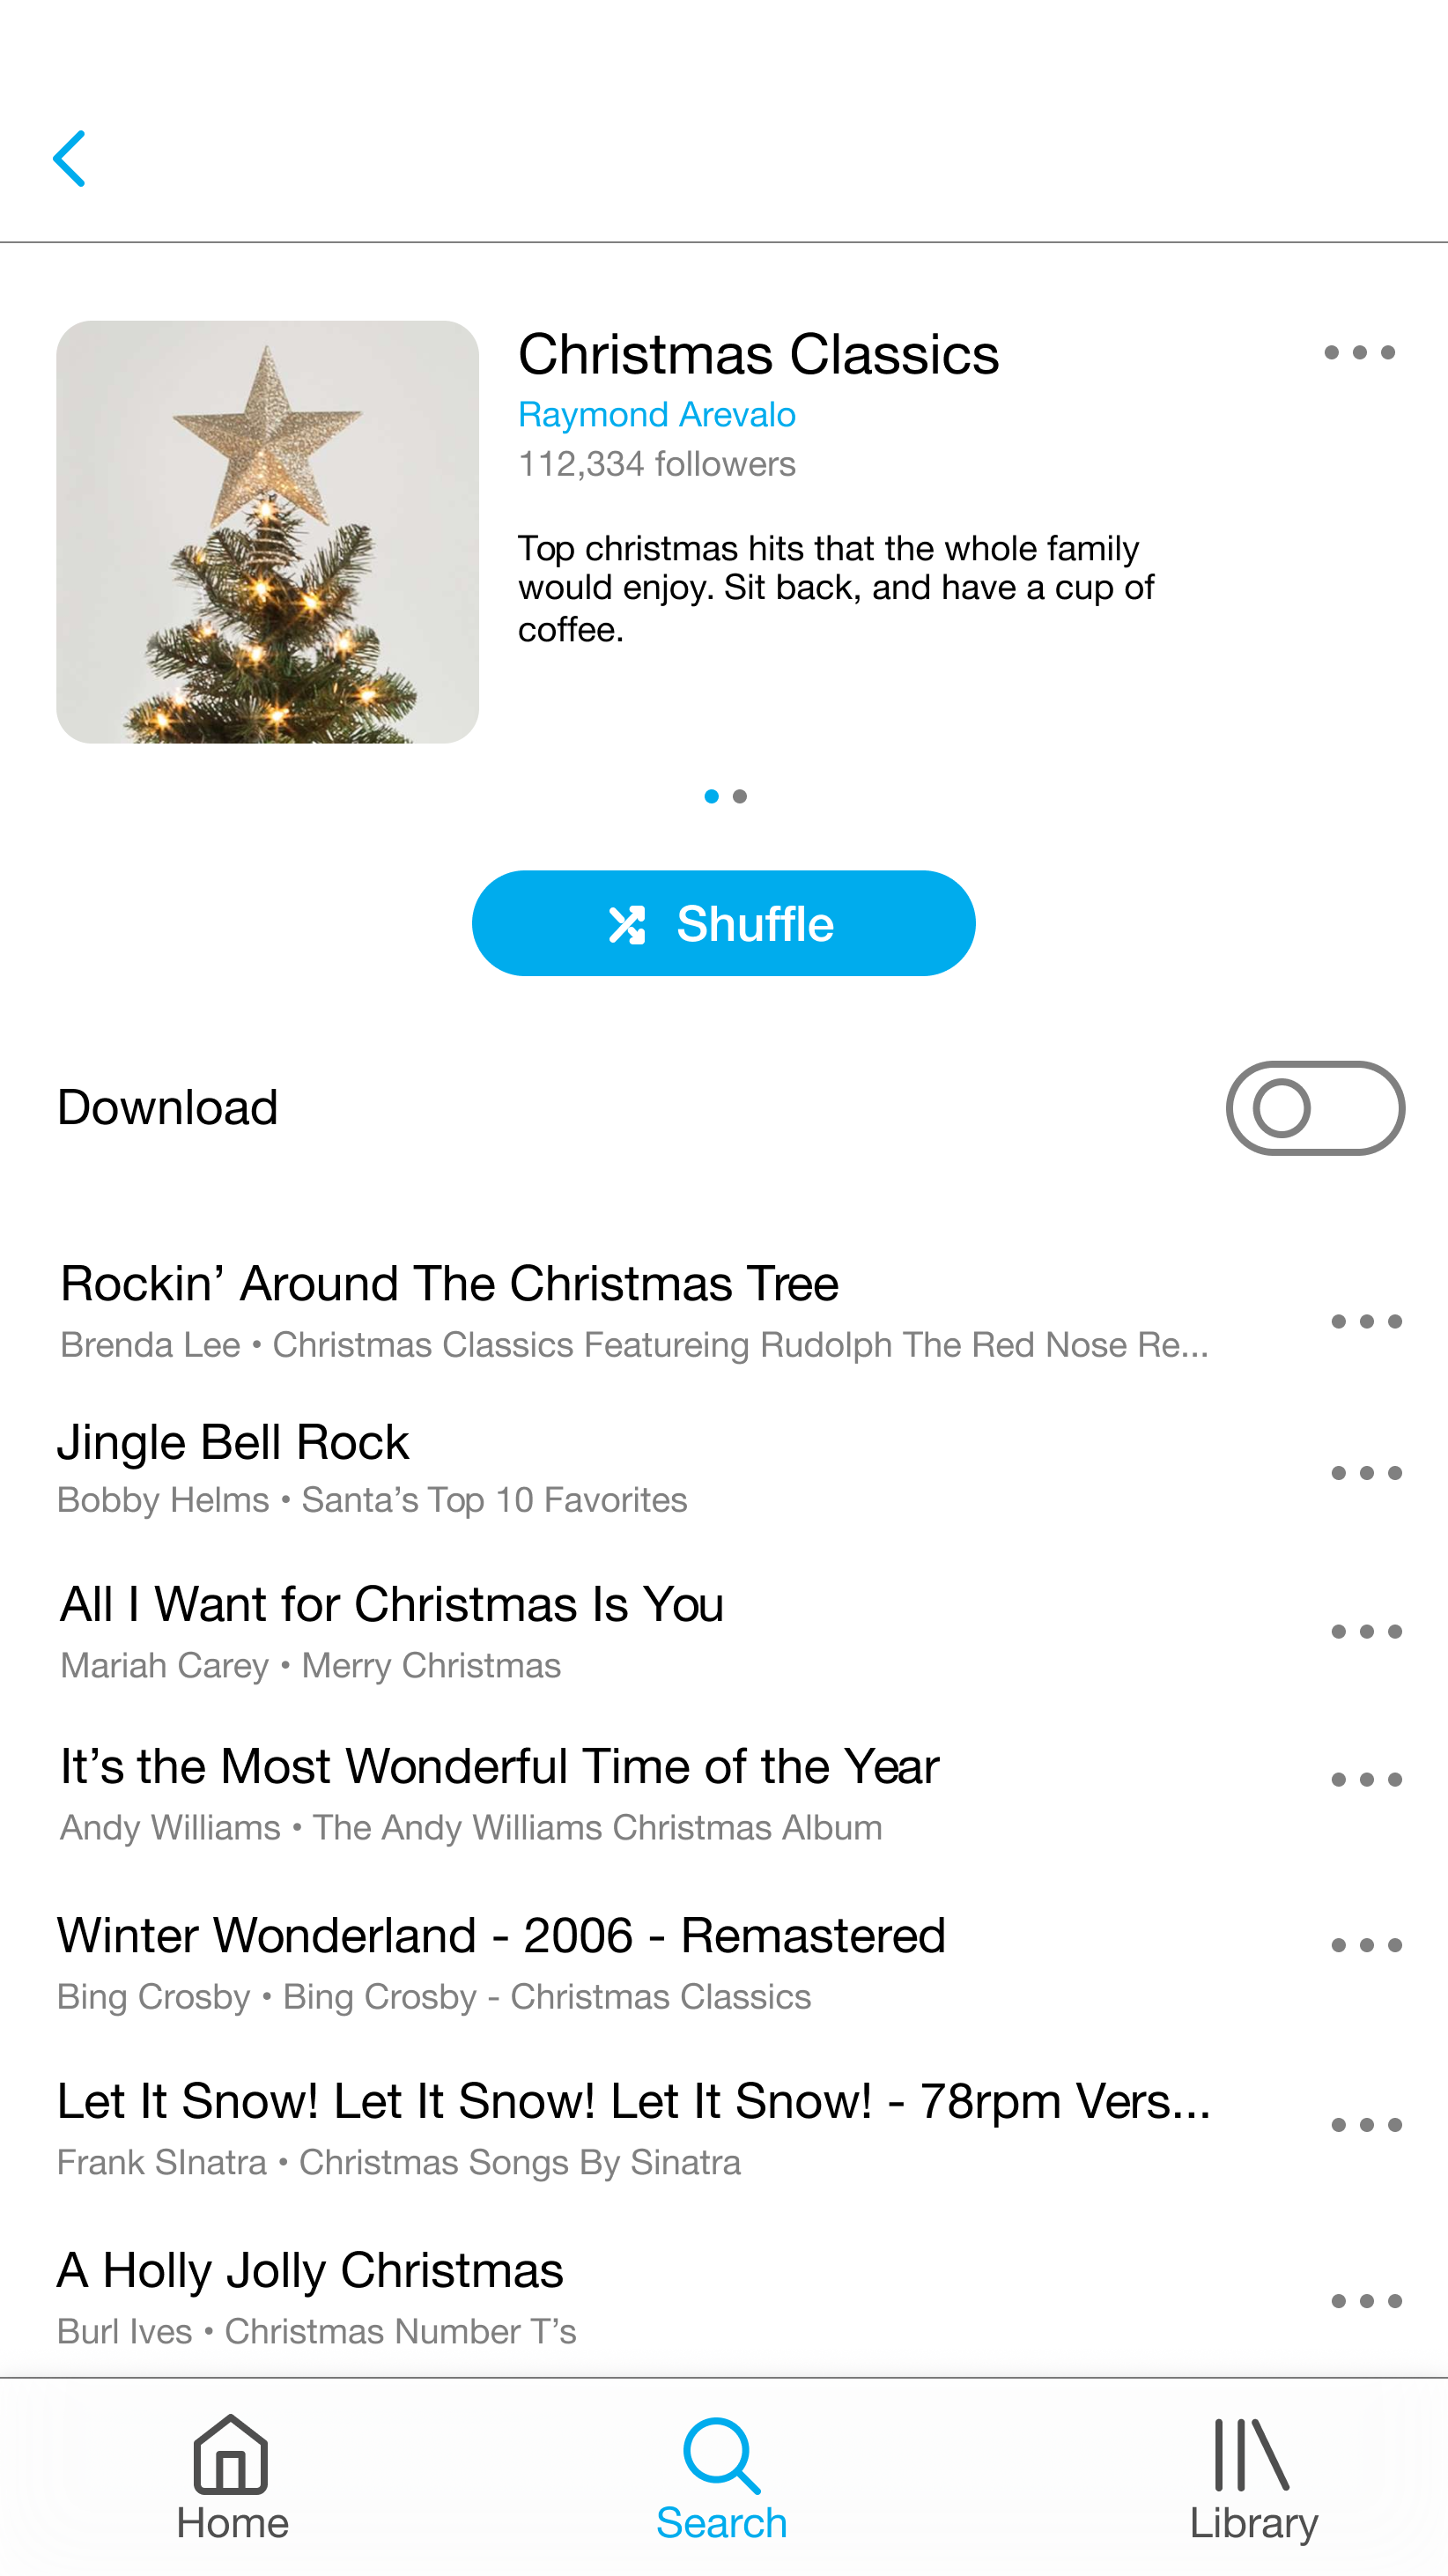 Christmas Classics
Raymond Arevalo
112,334 followers
Top christmas hits that the whole family
would enjoy. Sit back, and have a cup of
coffee.
Shuffle
Download
Rockin’ Around The Christmas Tree
Brenda Lee • Christmas Classics Featureing Rudolph The Red Nose Re...
Jingle Bell Rock
Bobby Helms • Santa’s Top 10 Favorites
All I Want for Christmas Is You
Mariah Carey • Merry Christmas
It’s the Most Wonderful Time of the Year
Andy Williams • The Andy Williams Christmas Album
Winter Wonderland - 2006 - Remastered
Bing Crosby • Bing Crosby - Christmas Classics
Let It Snow! Let It Snow! Let It Snow! - 78rpm Vers...
Frank SInatra • Christmas Songs By Sinatra
A Holly Jolly Christmas
Burl Ives • Christmas Number T’s
Home
Search
Library